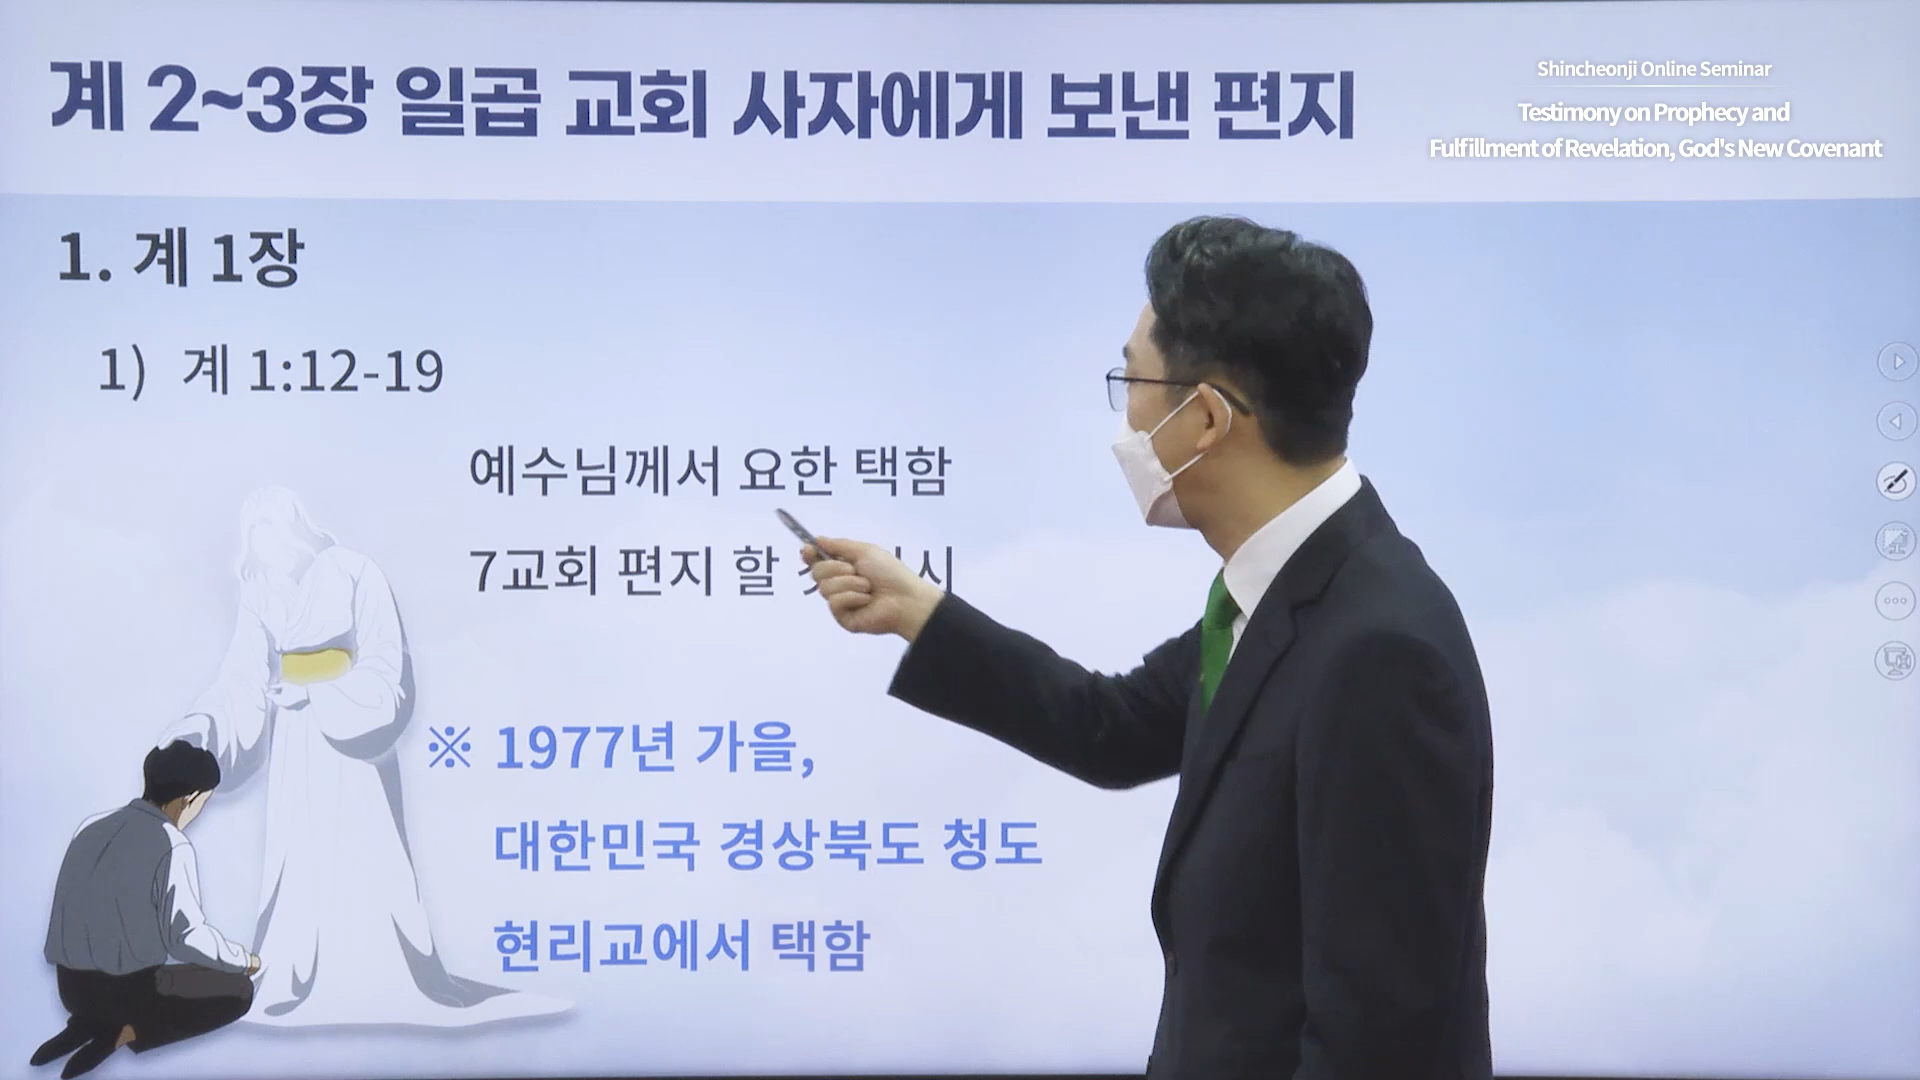 계 2~3장 일곱 교회 사자에게 보낸 편지
Shincheonji Online Seminar
Testimony on Prophecy and
Fulfillment of Revelation, God's New Covenant
1. 계 1장
1) 계 1:12-19
예수님께서 요한 택함
7교회 편지 할
※ 1977년 가을,
대한민국 경상북도 청도
현리교에서 택함